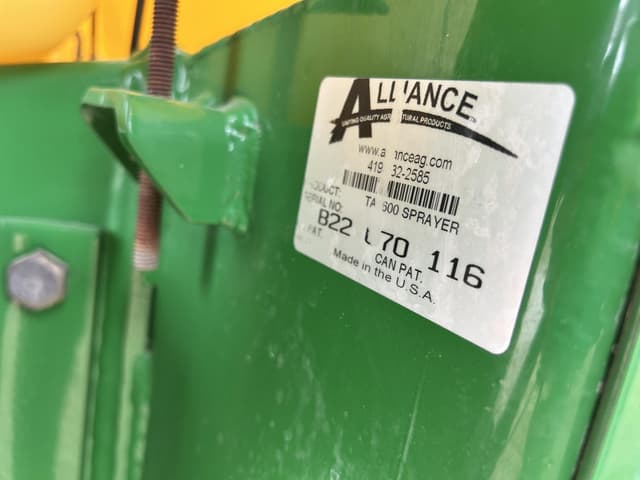 ALLIANCE
UNITING QUALITY AGRICULTURAL PRODUCTS
www.a anceag.com
419 32-2585
PRODUCT: TA 600 SPRAYER
SERIAL NO:
B22 070 116
PAT. CAN PAT.
Made in the U.S.A.